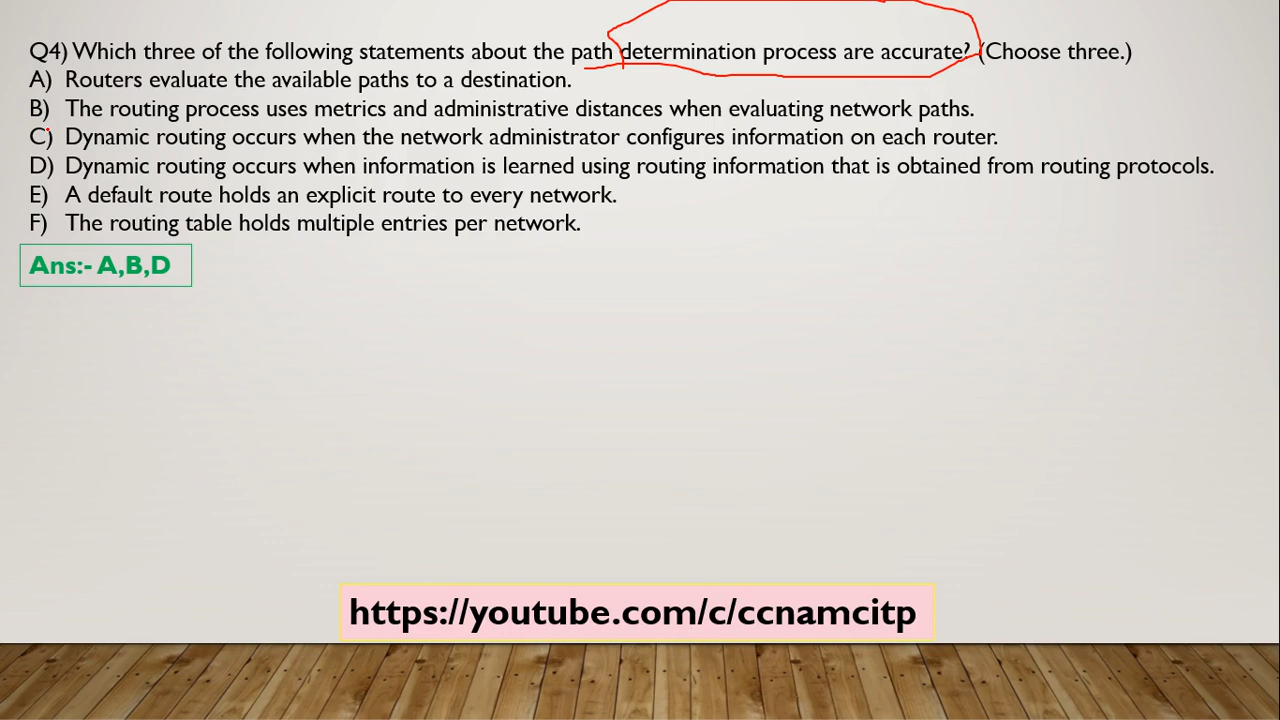 Q4) Which three of the following statements about the path determination process are accurate? (Choose three.)
A) Routers evaluate the available paths to a destination.
B) The routing process uses metrics and administrative distances when evaluating network paths.
C) Dynamic routing occurs when the network administrator configures information on each router.
D) Dynamic routing occurs when information is learned using routing information that is obtained from routing protocols.
E) A default route holds an explicit route to every network.
F) The routing table holds multiple entries per network.
Ans:- A,B,D
https://youtube.com/c/ccnamcitp